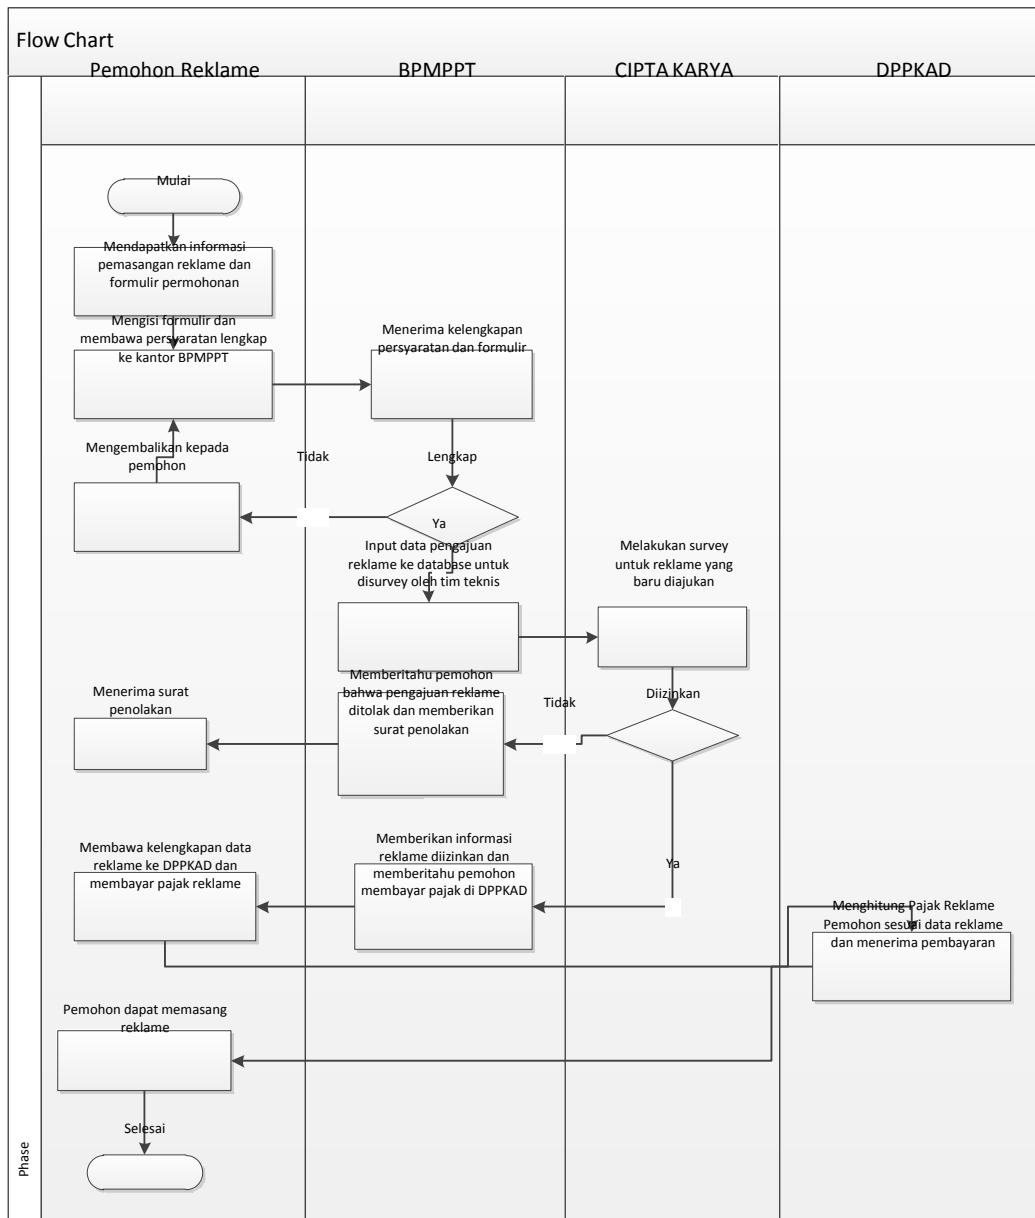 Flow Chart
Pemohon Reklame
BPMPPT
CIPTA KARYA
DPPKAD
Mulai
Mendapatkan informasi
pemasangan reklame dan
formulir permohonan
Mengisi formulir dan
membawa persyaratan lengkap
ke kantor BPMPPT
Menerima kelengkapan
persyaratan dan formulir
Mengembalikan kepada
pemohon
Tidak
Lengkap
Ya
Input data pengajuan
reklame ke database untuk
disurvey oleh tim teknis
Melakukan survey
untuk reklame yang
baru diajukan
Memberitahu pemohon
bahwa pengajuan reklame
ditolak dan memberikan
surat penolakan
Tidak
Diizinkan
Menerima surat
penolakan
Membawa kelengkapan data
reklame ke DPPKAD dan
membayar pajak reklame
Memberikan informasi
reklame diizinkan dan
memberitahu pemohon
membayar pajak di DPPKAD
Ya
Menghitung Pajak Reklame
Pemohon sesuai data reklame
dan menerima pembayaran
Pemohon dapat memasang
reklame
Selesai
Phase